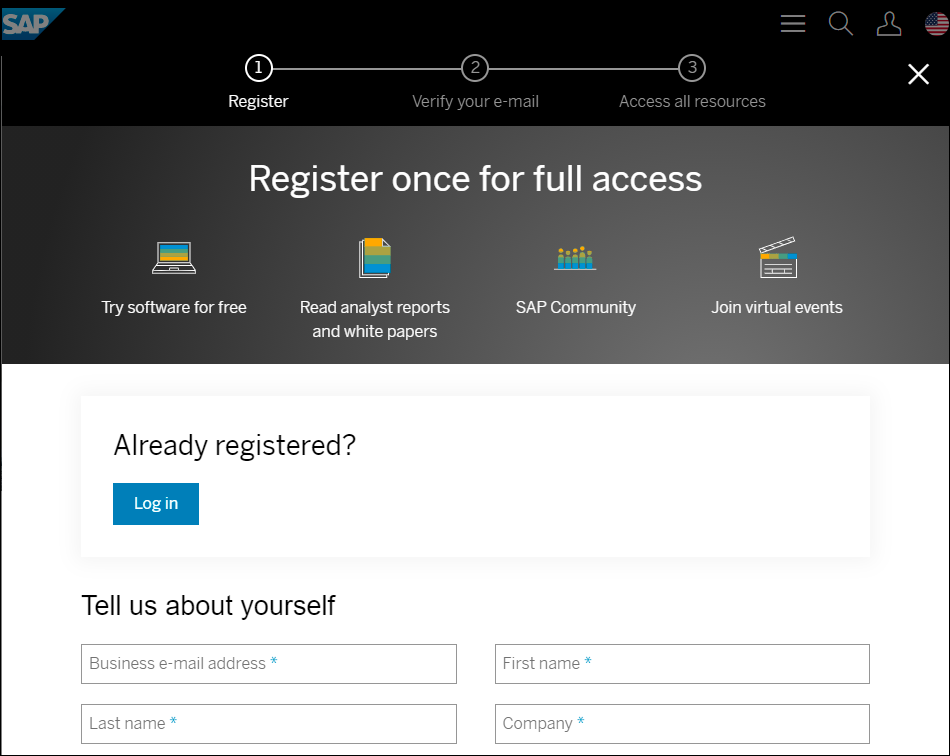 SAP
1
2
3
Register
Verify your e-mail
Access all resources
Register once for full access
Try software for free
Read analyst reports
and white papers
SAP Community
Join virtual events
Already registered?
Log in
Tell us about yourself
Business e-mail address *
First name *
Last name *
Company *